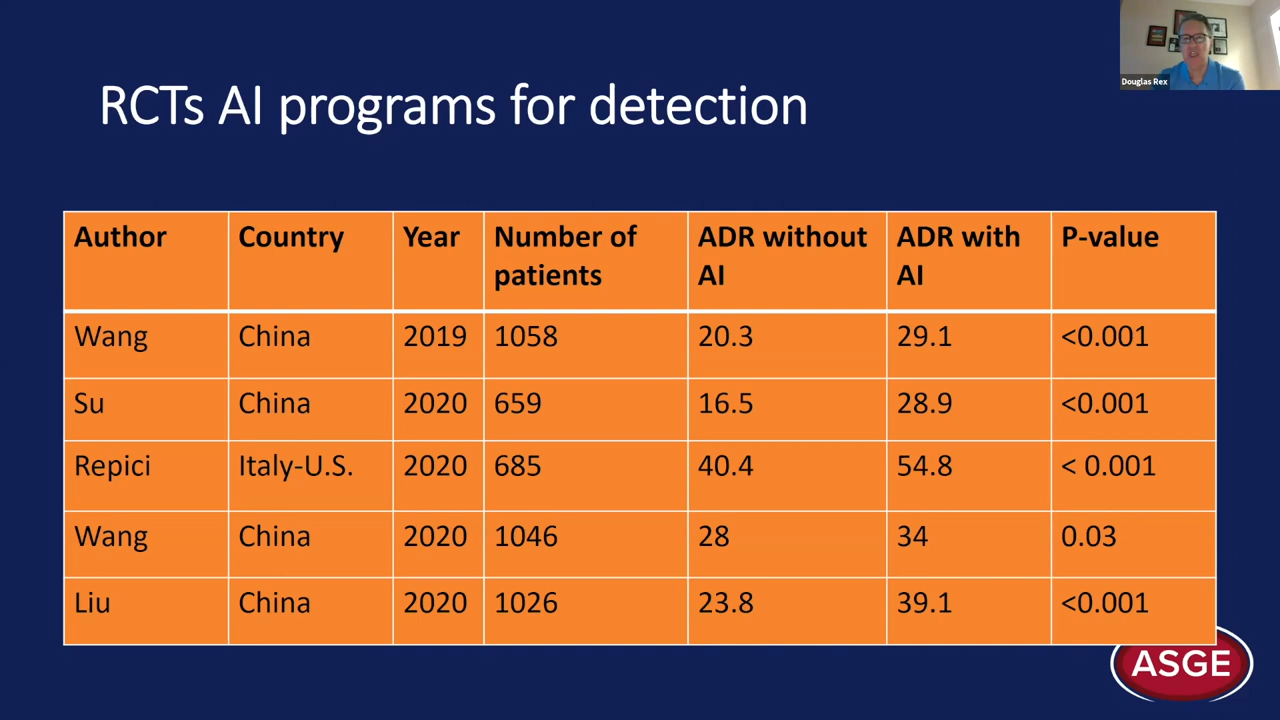 Douglas Rex
RCTs AI programs for detection
Author Country Year Number of patients ADR without AI ADR with AI P-value
Wang China 2019 1058 20.3 29.1 <0.001
Su China 2020 659 16.5 28.9 <0.001
Repici Italy-U.S. 2020 685 40.4 54.8 < 0.001
Wang China 2020 1046 28 34 0.03
Liu China 2020 1026 23.8 39.1 <0.001
ASGE